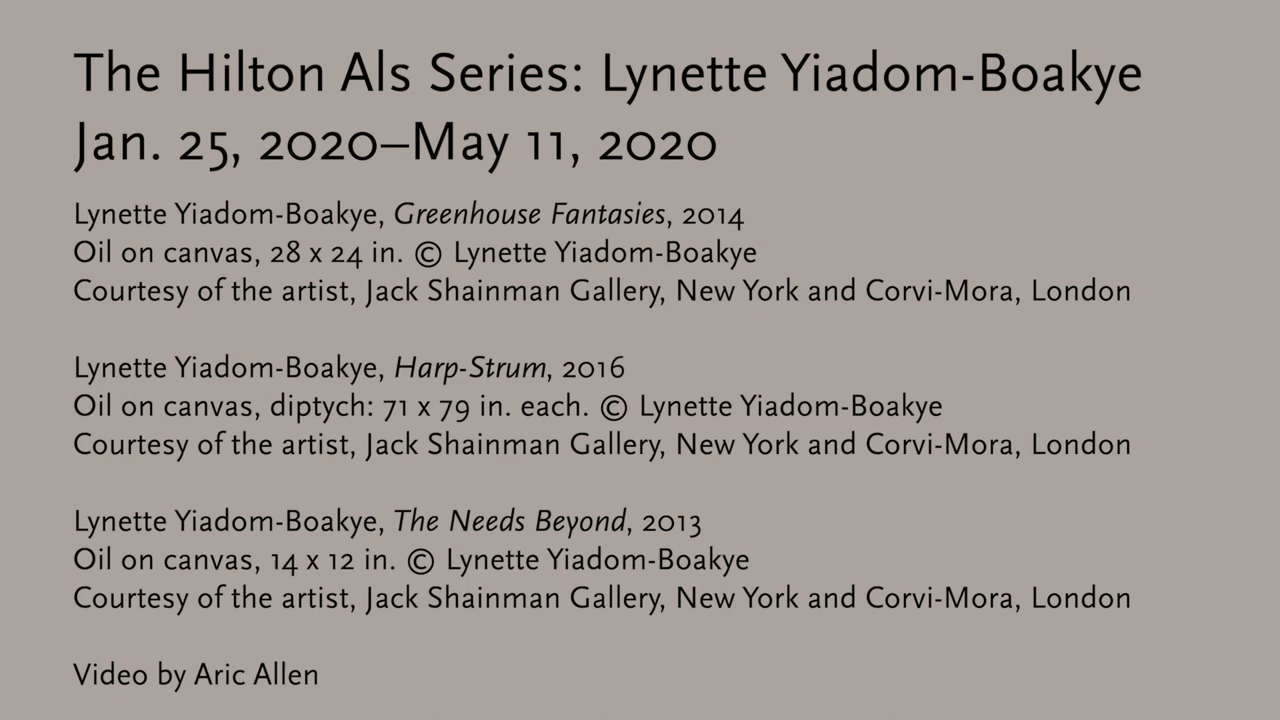 The Hilton Als Series: Lynette Yiadom-Boakye
Jan. 25, 2020–May 11, 2020
Lynette Yiadom-Boakye, Greenhouse Fantasies, 2014
Oil on canvas, 28 x 24 in. © Lynette Yiadom-Boakye
Courtesy of the artist, Jack Shainman Gallery, New York and Corvi-Mora, London
Lynette Yiadom-Boakye, Harp-Strum, 2016
Oil on canvas, diptych: 71 x 79 in. each. © Lynette Yiadom-Boakye
Courtesy of the artist, Jack Shainman Gallery, New York and Corvi-Mora, London
Lynette Yiadom-Boakye, The Needs Beyond, 2013
Oil on canvas, 14 x 12 in. © Lynette Yiadom-Boakye
Courtesy of the artist, Jack Shainman Gallery, New York and Corvi-Mora, London
Video by Aric Allen